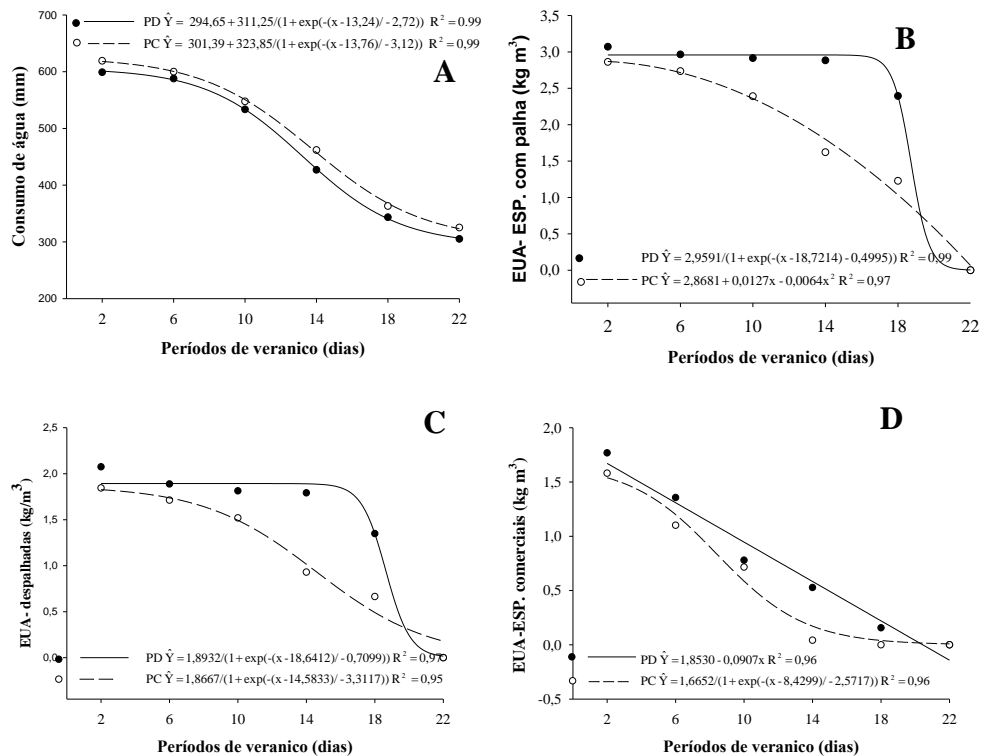 PD Ŷ = 294,65+311,25/(1+exp(-(x-13,24)/-2,72)) R² = 0.99
PC Ŷ = 301,39+323,85/(1+exp(-(x-13,76)/-3,12)) R² = 0,99
A
Consumo de água (mm)
700
600
500
400
300
200
2 6 10 14 18 22
Períodos de veranico (dias)
B
EUA- ESP. com palha (kg m³)
3,5
3,0
2,5
2,0
1,5
1,0
0,5
0,0
PD Ŷ = 2,9591/(1+exp(-(x-18,7214)-0,4995)) R² = 0,99
PC Ŷ = 2,8681+0,0127x-0,0064x² R² = 0,97
2 6 10 14 18 22
Períodos de veranico (dias)
C
EUA- despalhadas (kg/m³)
2,5
2,0
1,5
1,0
0,5
0,0
PD Ŷ =1,8932/(1+exp(-(x-18,6412)/-0,7099) R² = 0,97
PC Ŷ =1,8667/(1+exp(-(x-14,5833)/-3,3117) R² = 0,95
2 6 10 14 18 22
Períodos de veranico (dias)
D
EUA-ESP. comerciais (kg m³)
2,0
1,5
1,0
0,5
0,0
-0,5
PD Ŷ =1,8530-0,0907x R² = 0,96
PC Ŷ =1,6652/(1+exp(-(x-8,4299)/-2,5717)) R² = 0,96
2 6 10 14 18 22
Períodos de veranico (dias)